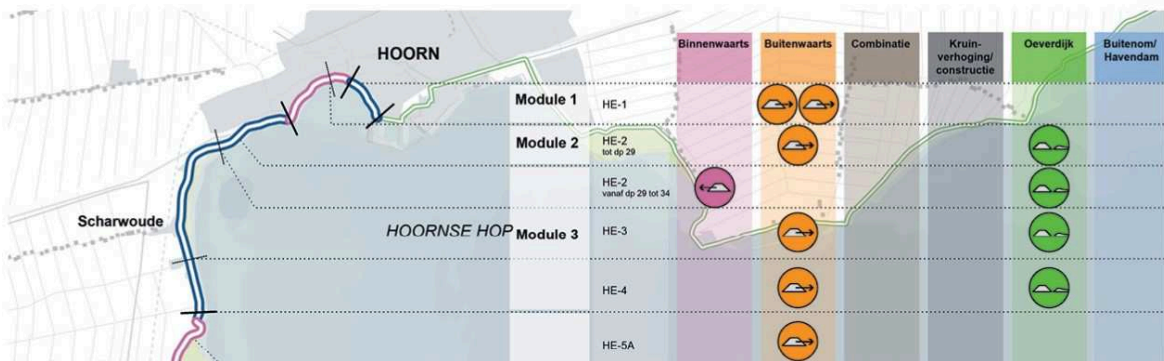 HOORN
Scharwoude
HOORNSE HOP
Binnenwaarts
Buitenwaarts
Combinatie
Kruin-
verhoging/
constructie
Oeverdijk
Buitenom/
Havendam
Module 1
HE-1
Module 2
HE-2
tot dp 29
HE-2
vanaf dp 29 tot 34
Module 3
HE-3
HE-4
HE-5A